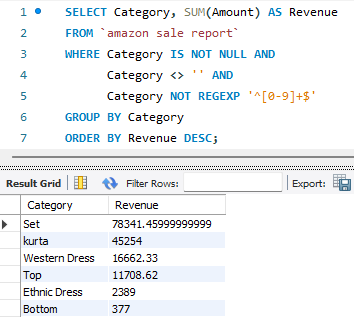 1 SELECT Category, SUM(Amount) AS Revenue
2 FROM `amazon sale report`
3 WHERE Category IS NOT NULL AND
4 Category <> '' AND
5 Category NOT REGEXP '^[0-9]+$'
6 GROUP BY Category
7 ORDER BY Revenue DESC;
Result Grid Filter Rows: Export:
Category Revenue
Set 78341.45999999999
kurta 45254
Western Dress 16662.33
Top 11708.62
Ethnic Dress 2389
Bottom 377